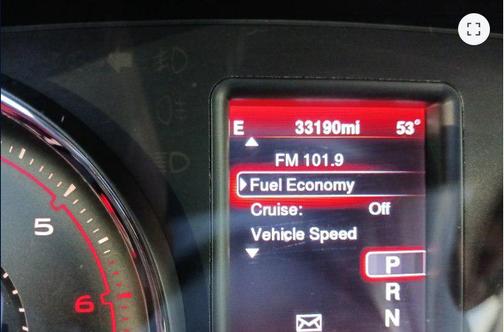 E 33190mi 53°
FM 101.9
Fuel Economy
Cruise: Off
Vehicle Speed
P
R
N
5
6